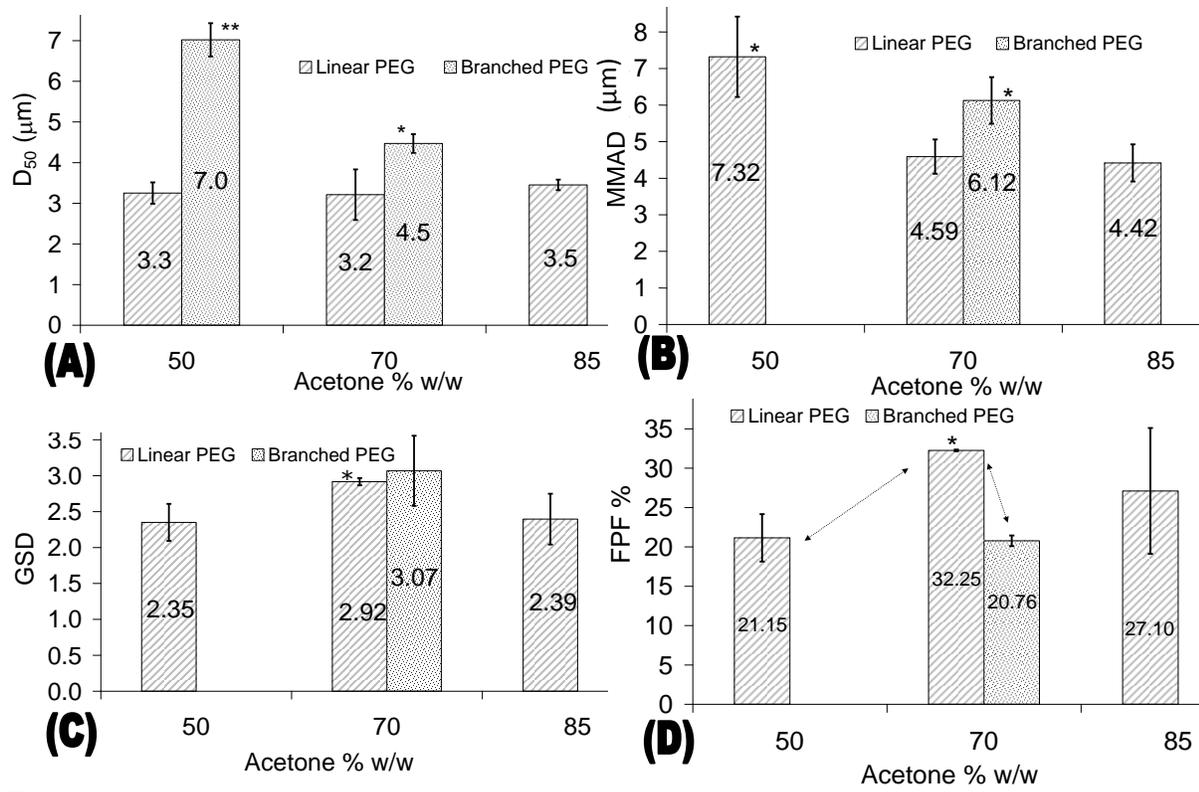 7
6
5
4
3
2
1
0
D50 (μm)
**
*
Linear PEG Branched PEG
3.3
7.0
3.2
4.5
3.5
50 70 85
Acetone % w/w
(A)
8
7
6
5
4
3
2
1
0
MMAD (μm)
*
*
Linear PEG Branched PEG
7.32
4.59
6.12
4.42
50 70 85
Acetone % w/w
(B)
3.5
3.0
2.5
2.0
1.5
1.0
0.5
0.0
GSD
Linear PEG Branched PEG
*
2.35
2.92
3.07
2.39
50 70 85
Acetone % w/w
(C)
35
30
25
20
15
10
5
0
FPF %
Linear PEG Branched PEG
*
21.15
32.25
20.76
27.10
50 70 85
Acetone % w/w
(D)